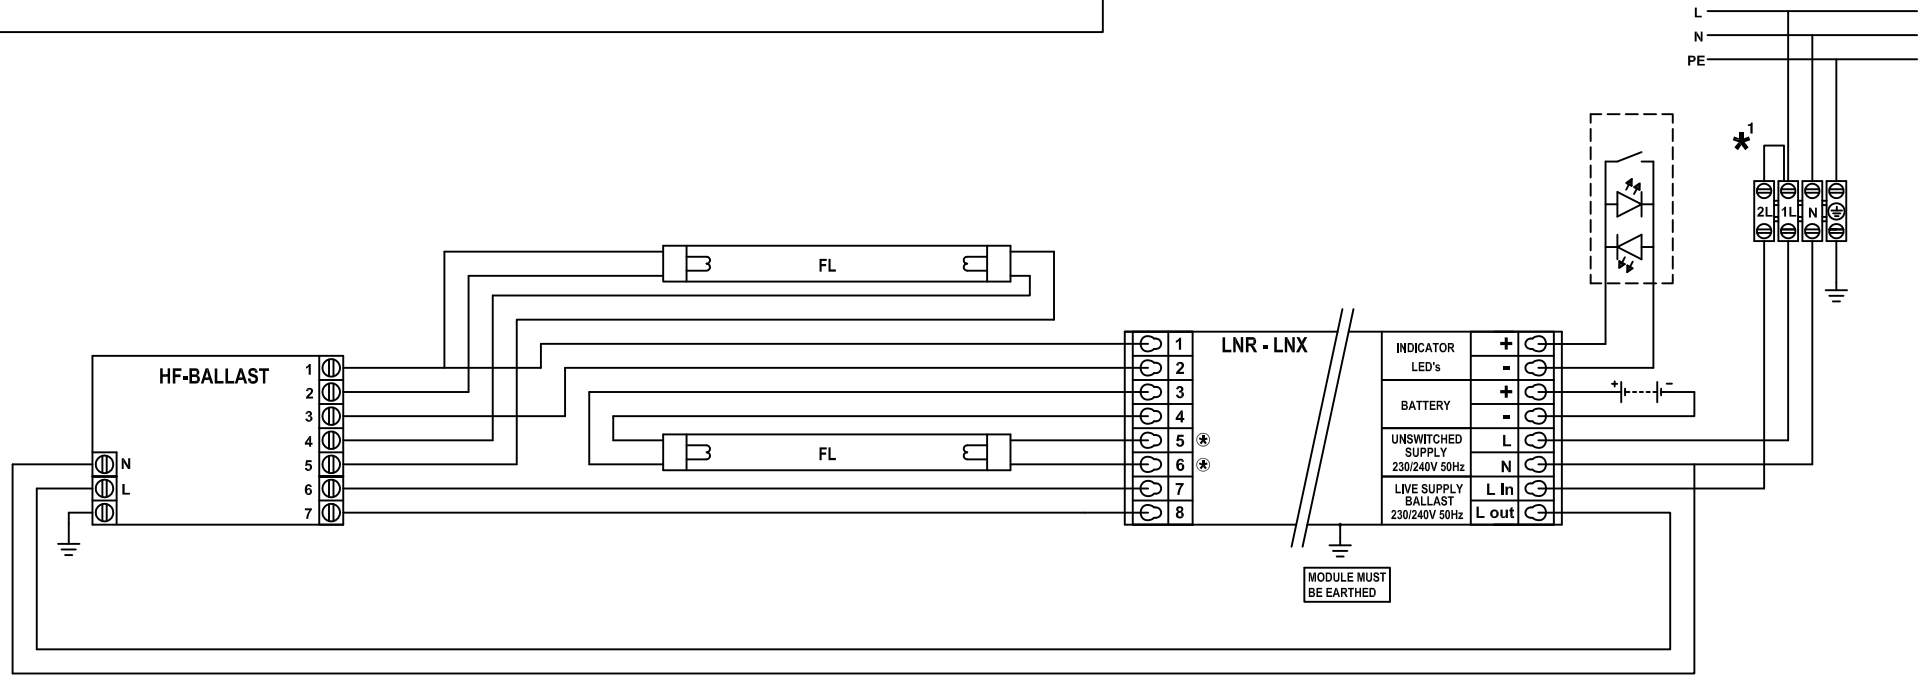 L
N
PE
*1
2L 1L N
FL
HF-BALLAST
1
2
3
4
5
6
7
N
L
FL
LNR - LNX
1
2
3
4
5 *
6 *
7
8
INDICATOR
LED's
+
-
BATTERY
+
-
+ -
UNSWITCHED
SUPPLY
230/240V 50Hz
L
N
LIVE SUPPLY
BALLAST
230/240V 50Hz
L In
L out
MODULE MUST
BE EARTHED